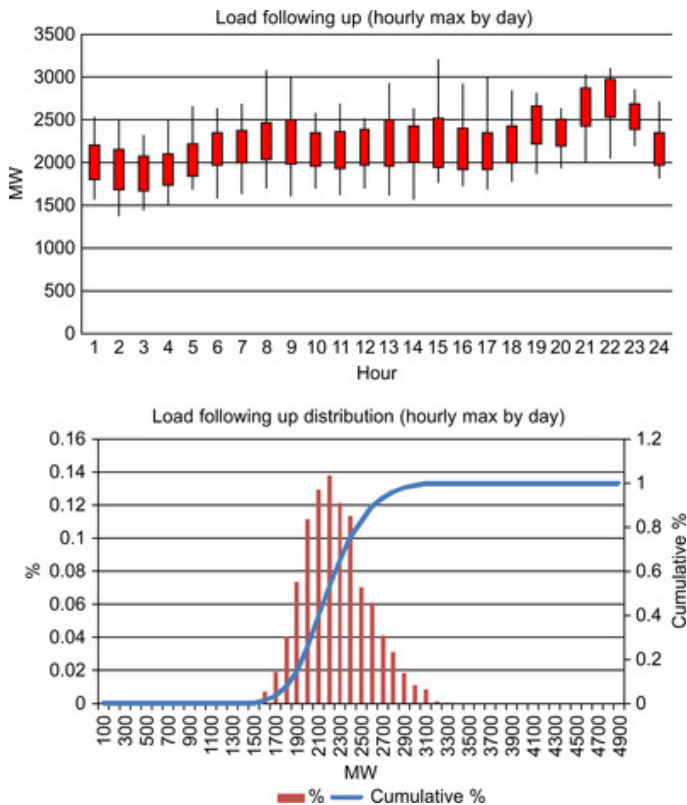 Load following up (hourly max by day)
3500
3000
2500
2000
1500
1000
500
0
MW
1 2 3 4 5 6 7 8 9 10 11 12 13 14 15 16 17 18 19 20 21 22 23 24
Hour
Load following up distribution (hourly max by day)
0.16
0.14
0.12
0.1
0.08
0.06
0.04
0.02
0
%
1.2
1
0.8
0.6
0.4
0.2
0
Cumulative %
100 300 500 700 900 1100 1300 1500 1700 1900 2100 2300 2500 2700 2900 3100 3300 3500 3700 3900 4100 4300 4500 4700 4900
MW
% Cumulative %